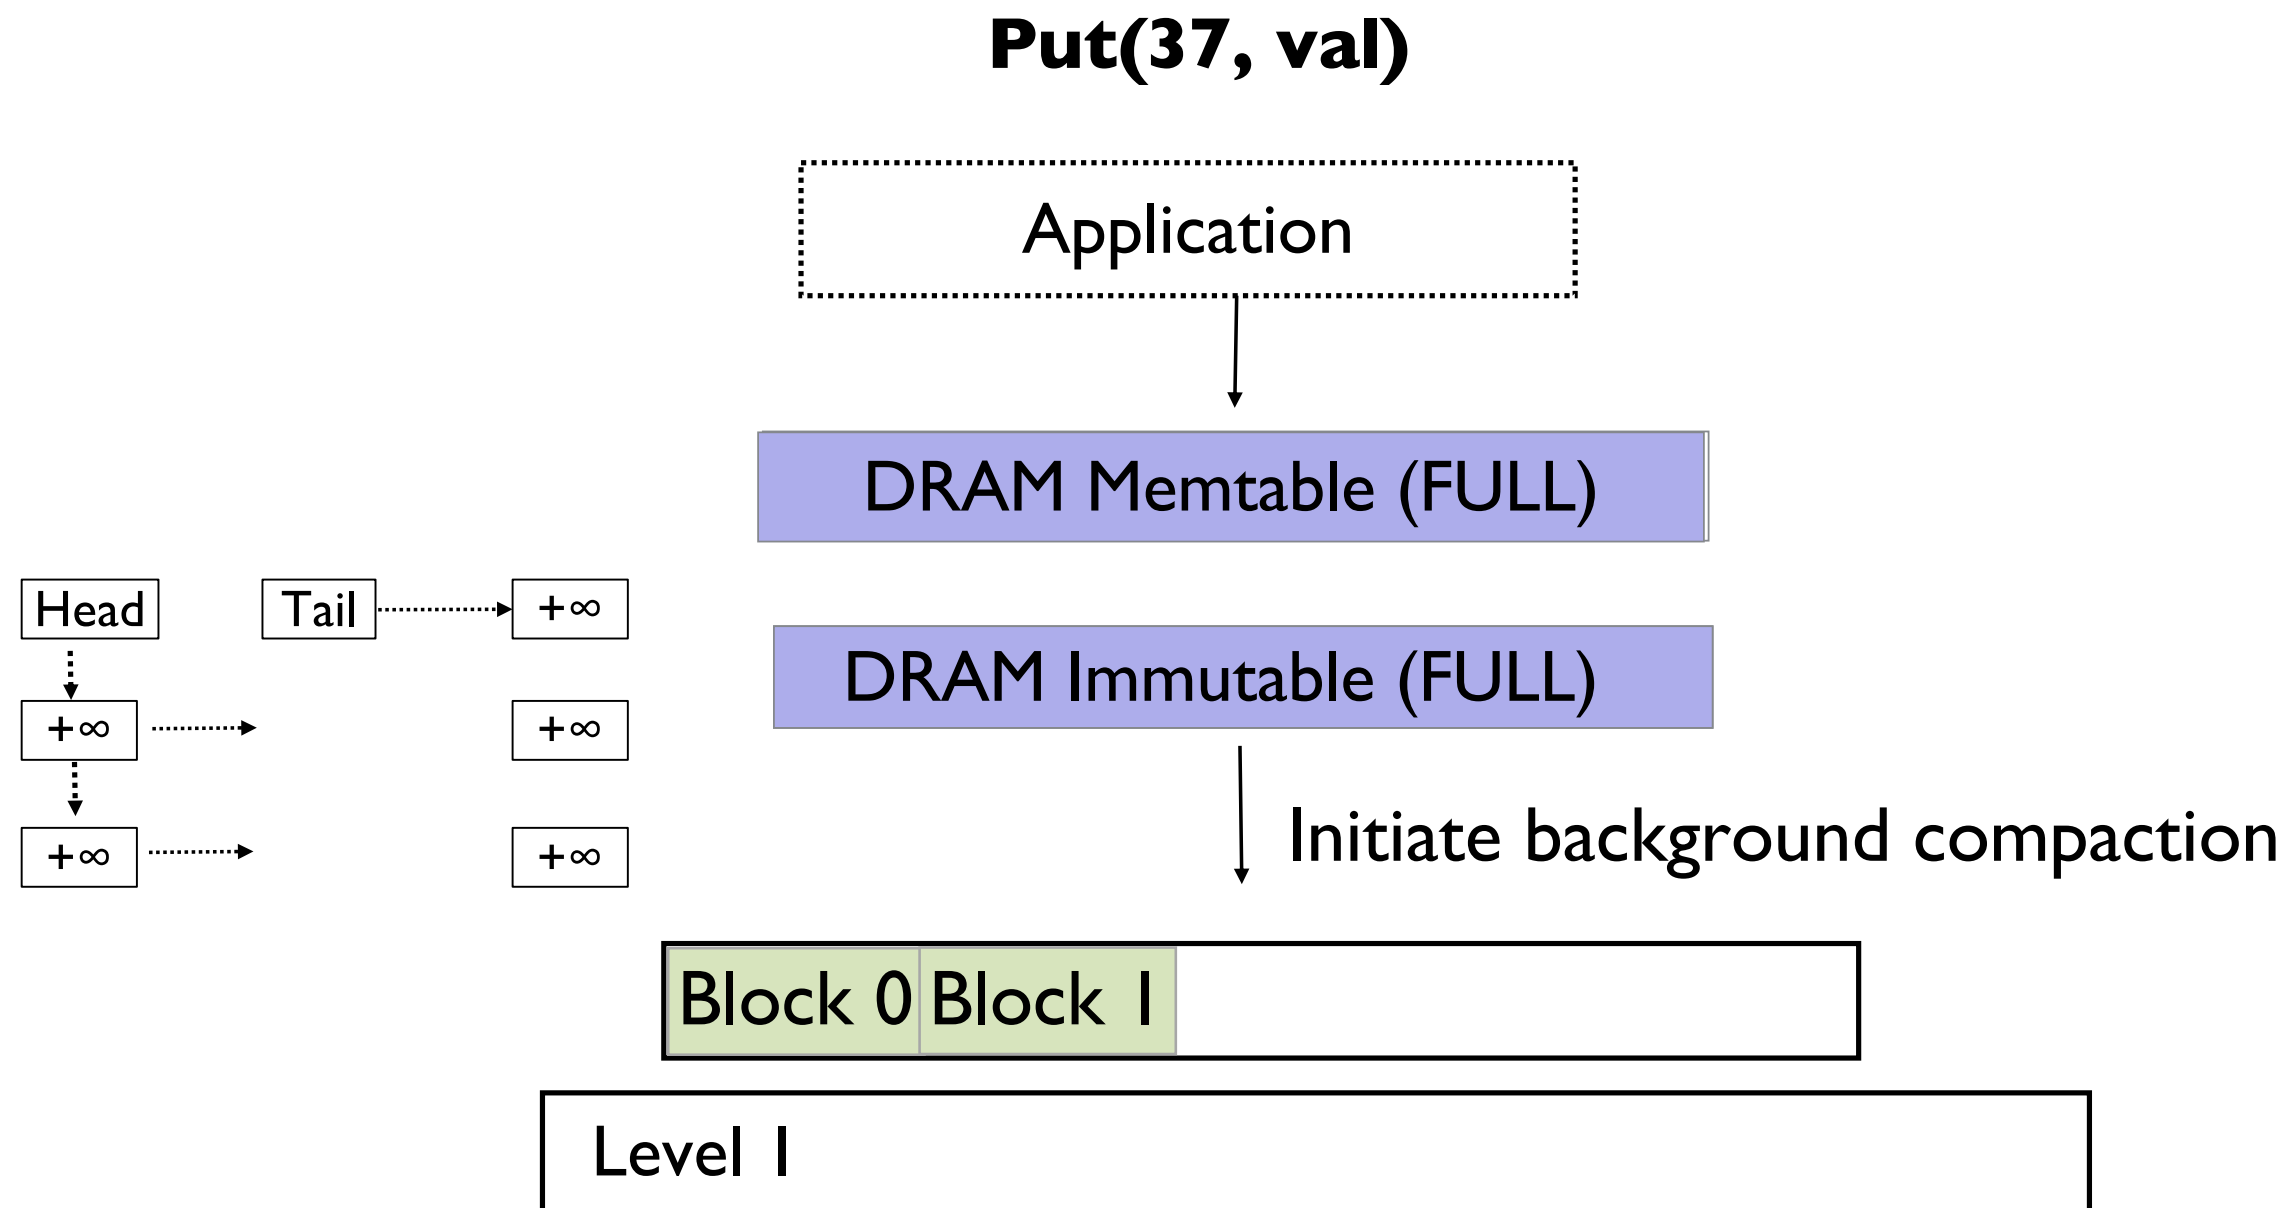 Put(37, val)
Application
DRAM Memtable (FULL)
Head Tail +∞
DRAM Immutable (FULL)
+∞ +∞
Initiate background compaction
+∞ +∞
Block 0 Block 1
Level 1